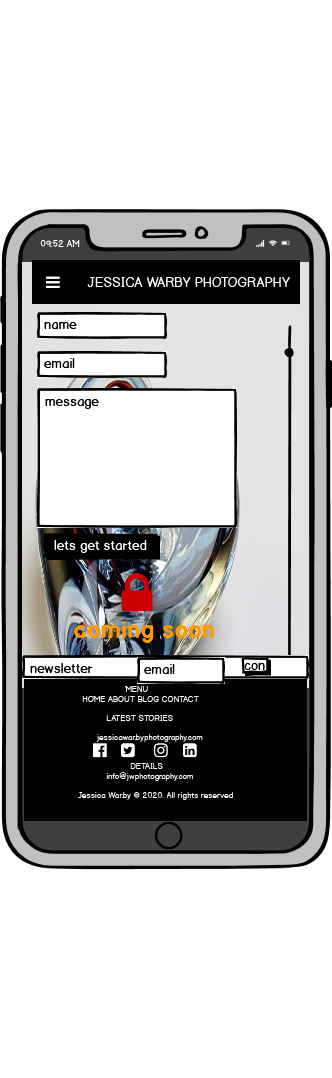 09:52 AM
JESSICA WARBY PHOTOGRAPHY
name
email
message
lets get started
coming soon
newsletter
email
con
MENU
HOME ABOUT BLOG CONTACT
LATEST STORIES
jessicawarbyphotography.com
DETAILS
info@jwphotography.com
Jessica Warby © 2020. All rights reserved